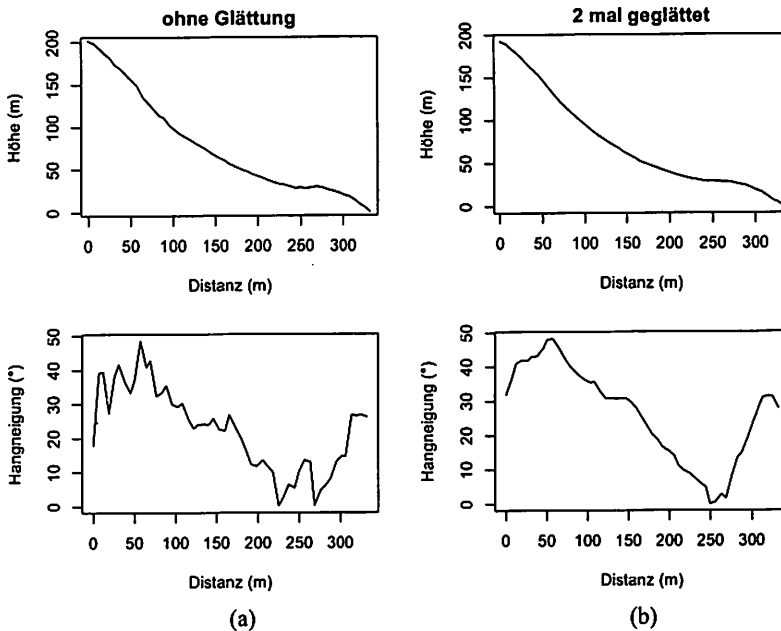 ohne Glättung
2 mal geglättet
Höhe (m)
200
150
100
50
0
0 50 100 150 200 250 300
Distanz (m)
Höhe (m)
200
150
100
50
0
0 50 100 150 200 250 300
Distanz (m)
Hangneigung (°)
50
40
30
20
10
0
0 50 100 150 200 250 300
Distanz (m)
Hangneigung (°)
50
40
30
20
10
0
0 50 100 150 200 250 300
Distanz (m)
(a)
(b)